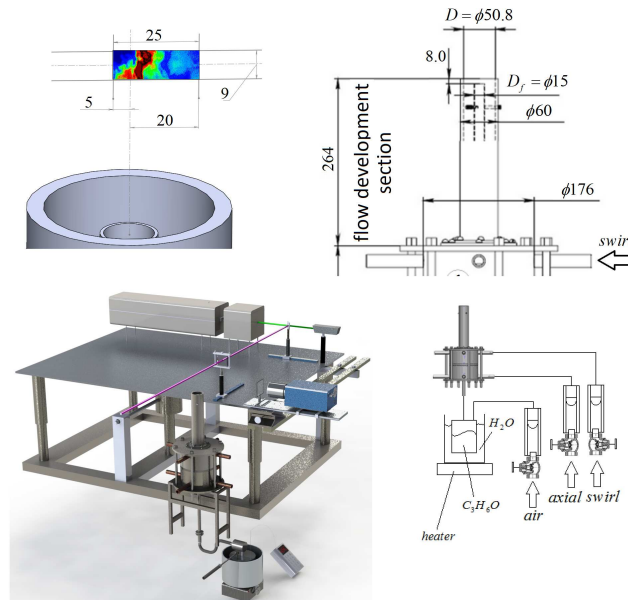 25
5
20
9
D = ϕ50.8
8.0
D_f = ϕ15
ϕ60
264
flow development
section
ϕ176
swirl
H_2O
C_3H_6O
heater
air
axial
swirl